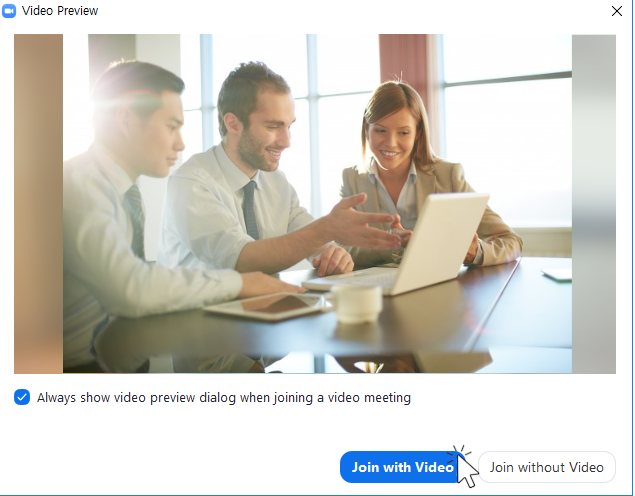 Video Preview
Always show video preview dialog when joining a video meeting
Join with Video
Join without Video